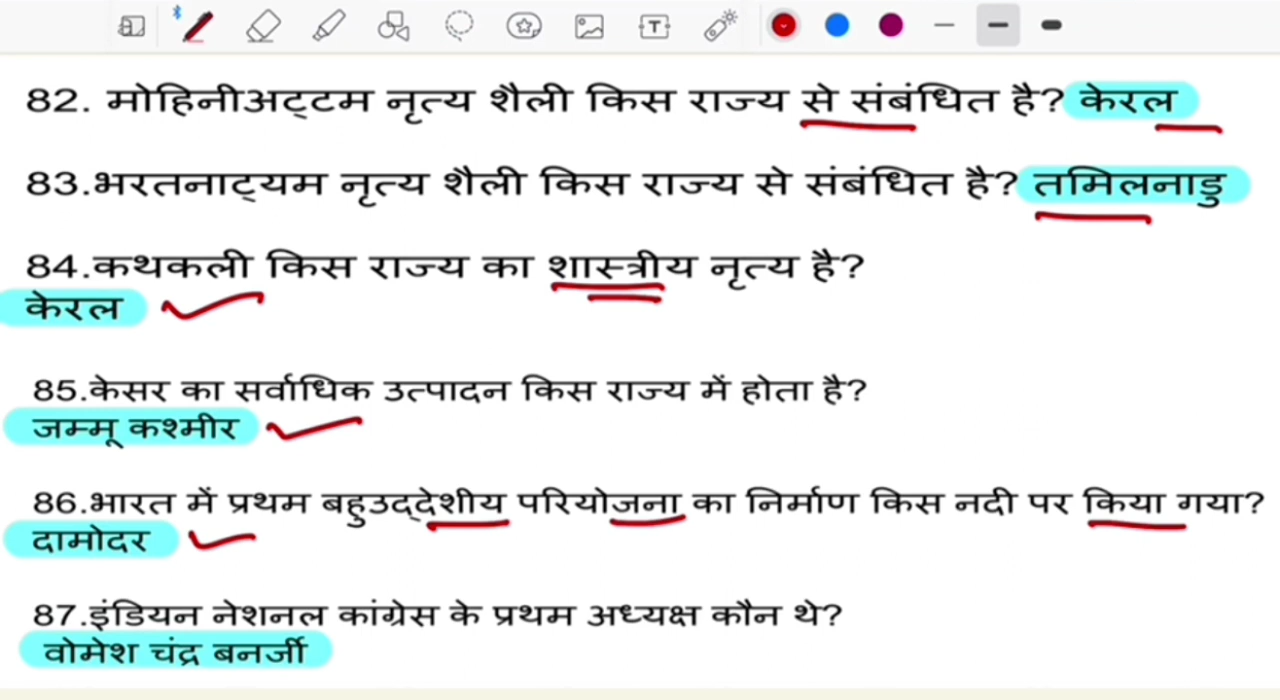 82. मोहिनीअट्टम नृत्य शैली किस राज्य से संबंधित है? केरल
83.भरतनाट्यम नृत्य शैली किस राज्य से संबंधित है? तमिलनाडु
84.कथकली किस राज्य का शास्त्रीय नृत्य है?
केरल
85.केसर का सर्वाधिक उत्पादन किस राज्य में होता है?
जम्मू कश्मीर
86.भारत में प्रथम बहुउद्देशीय परियोजना का निर्माण किस नदी पर किया गया?
दामोदर
87.इंडियन नेशनल कांग्रेस के प्रथम अध्यक्ष कौन थे?
वोमेश चंद्र बनर्जी